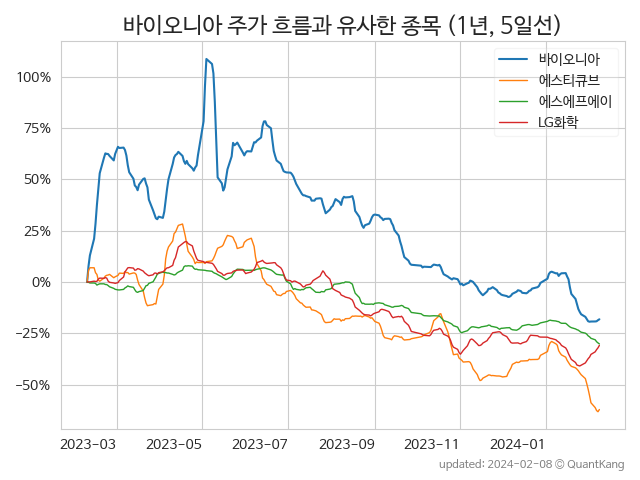 바이오니아 주가 흐름과 유사한 종목 (1년, 5일선)
바이오니아
에스티큐브
에스에프에이
LG화학
100%
75%
50%
25%
0%
−25%
−50%
2023-03 2023-05 2023-07 2023-09 2023-11 2024-01
updated: 2024-02-08 © QuantKang